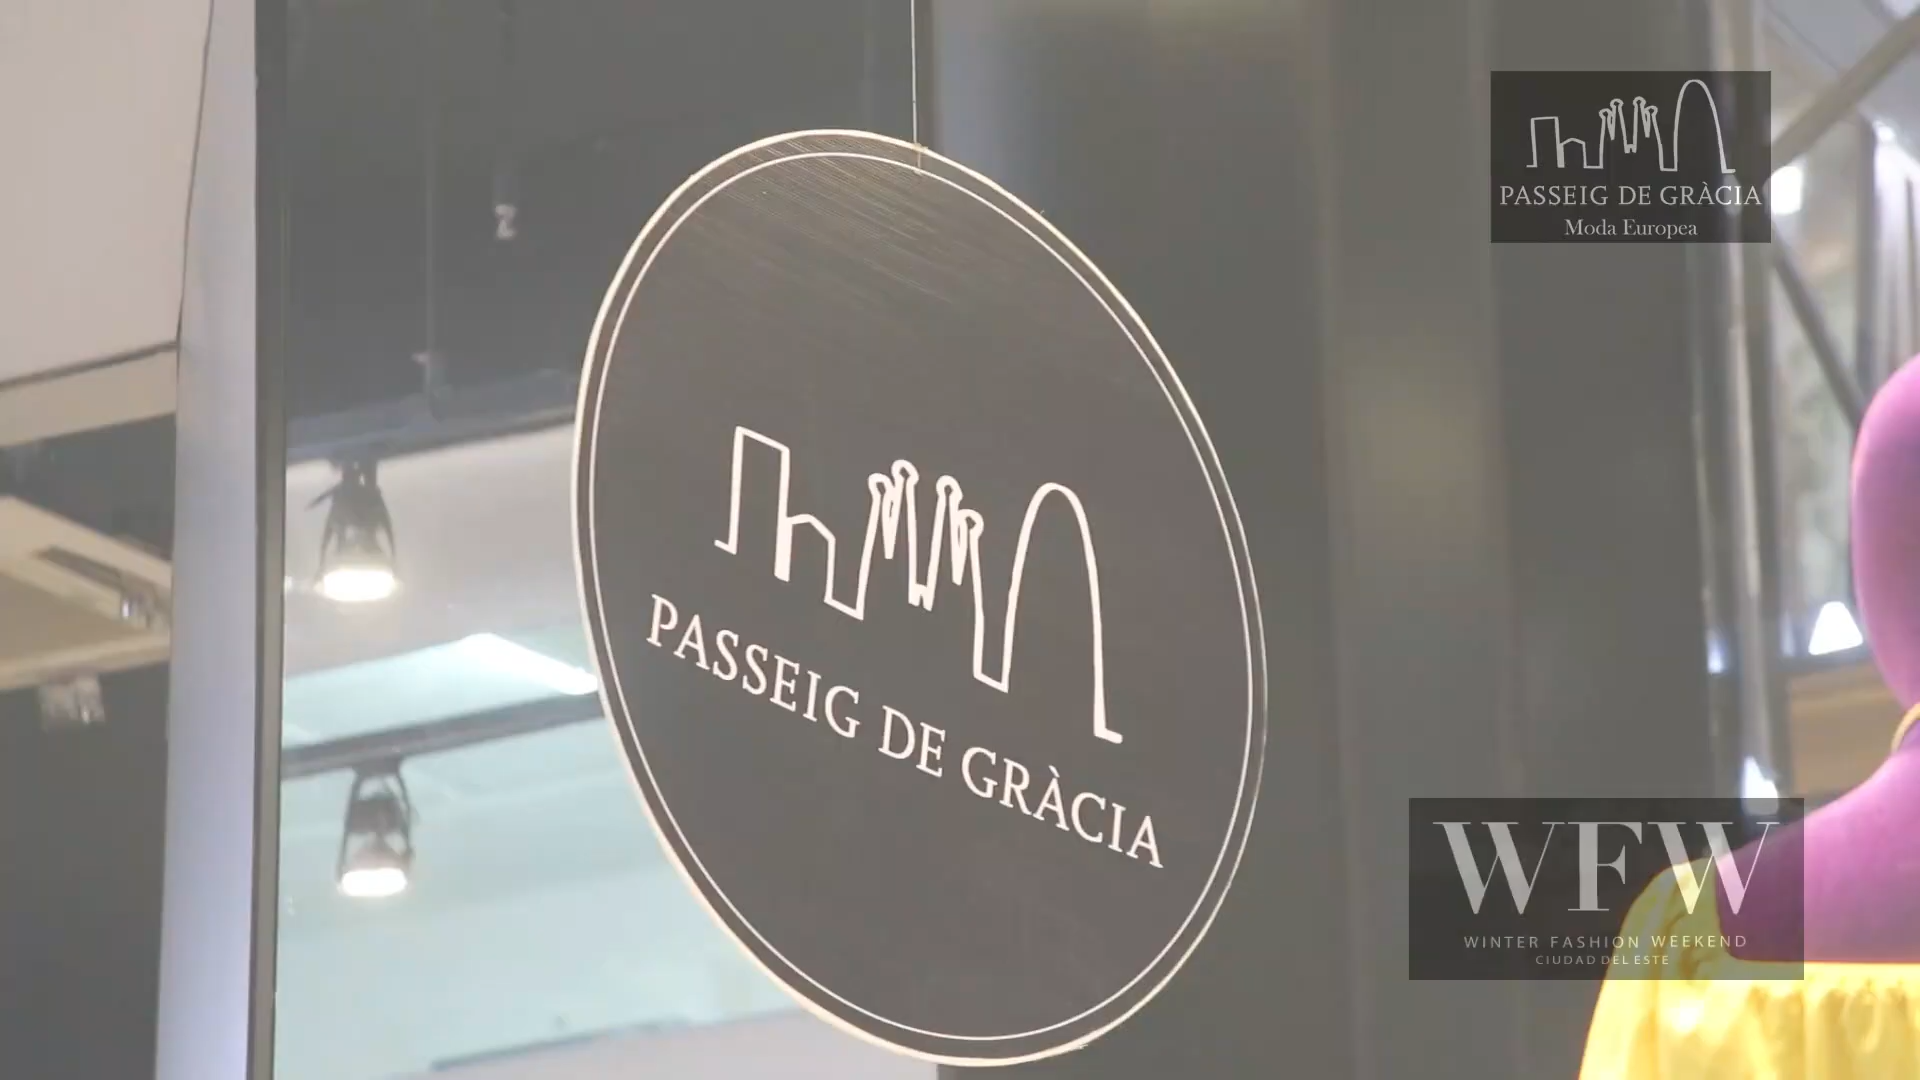 PASSEIG DE GRÀCIA
Moda Europea
PASSEIG DE GRÀCIA
WFW
WINTER FASHION WEEKEND
CIUDAD DEL ESTE